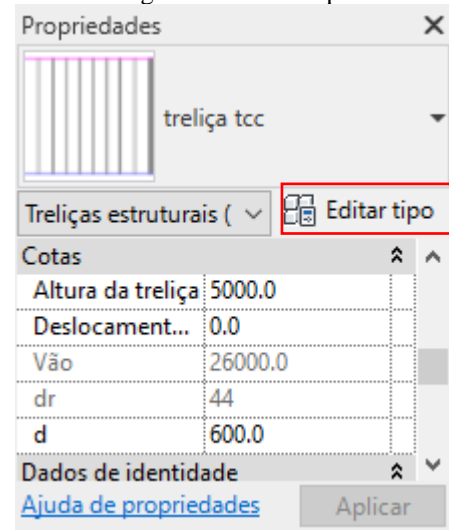 Propriedades
treliça tcc
Treliças estruturais (
Editar tipo
Cotas
Altura da treliça 5000.0
Deslocament... 0.0
Vão 26000.0
dr 44
d 600.0
Dados de identidade
Ajuda de propriedades Aplicar